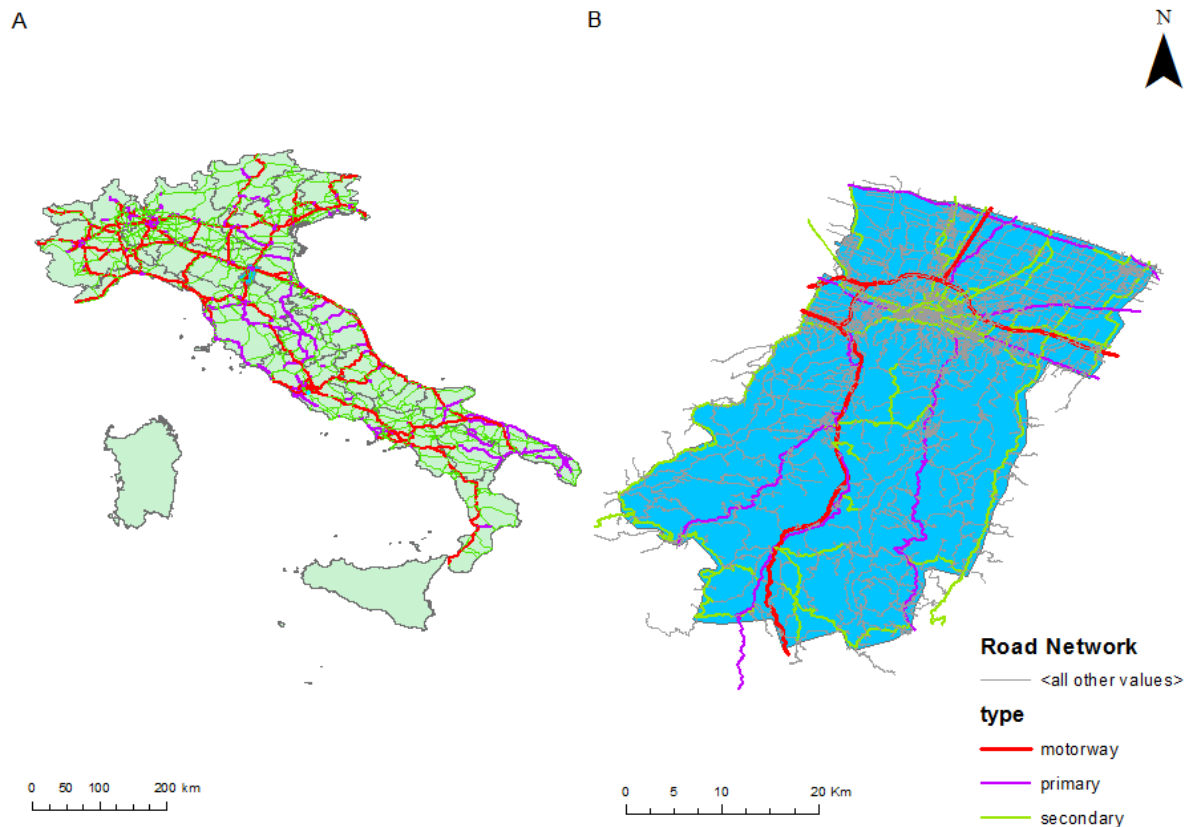 A
B
N
Road Network
<all other values>
type
motorway
primary
secondary
0 50 100 200 km
0 5 10 20 Km